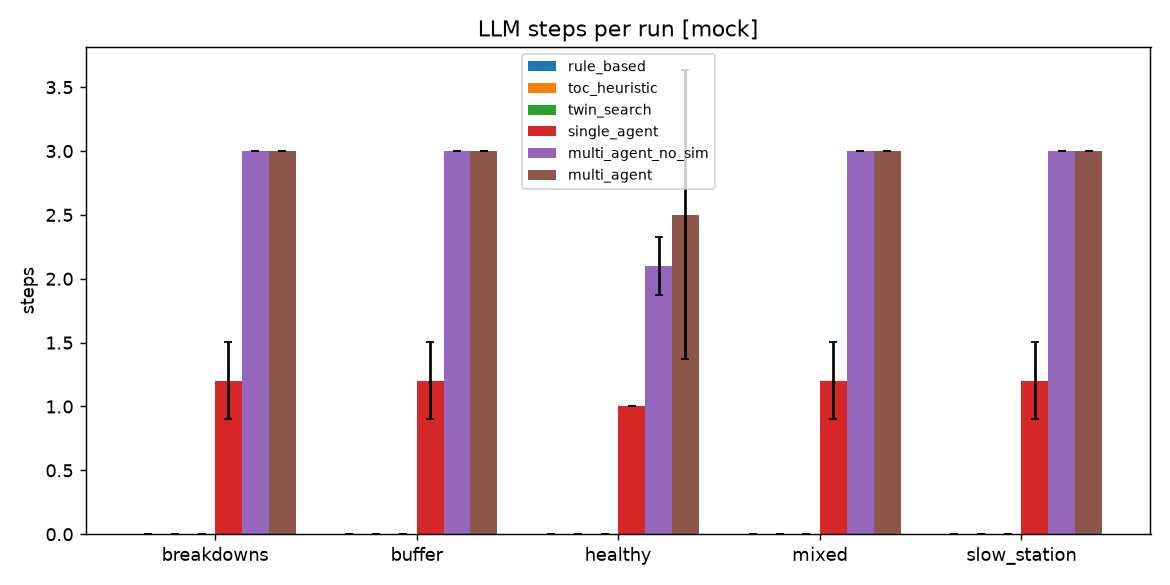 LLM steps per run [mock]
rule_based
toc_heuristic
twin_search
single_agent
multi_agent_no_sim
multi_agent
steps
3.5
3.0
2.5
2.0
1.5
1.0
0.5
0.0
breakdowns buffer healthy mixed slow_station